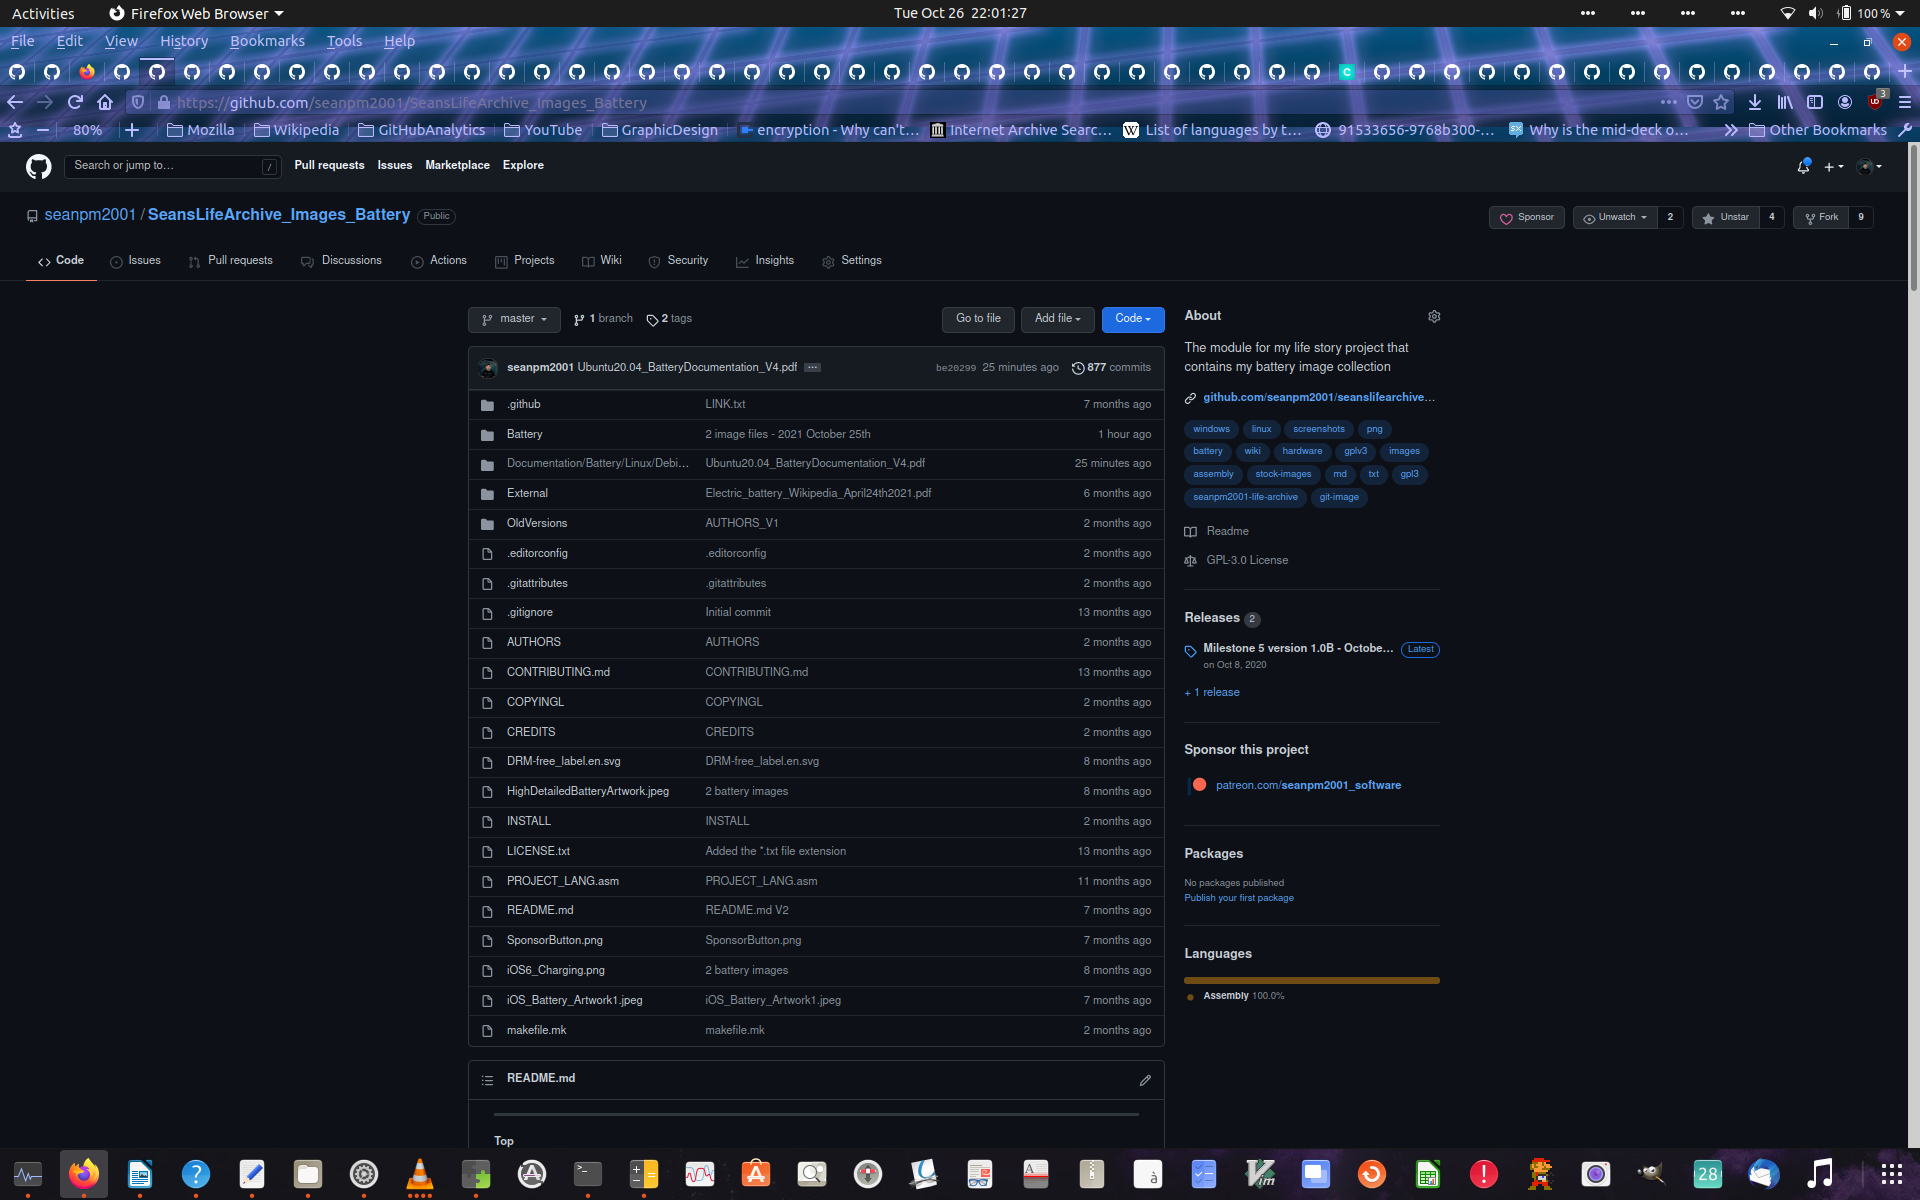 Activities Firefox Web Browser Tue Oct 26 22:01:27 100 %
File Edit View History Bookmarks Tools Help
https://github.com/seanpm2001/SeansLifeArchive_Images_Battery 3
80% Mozilla Wikipedia GitHubAnalytics YouTube GraphicDesign encryption - Why can't… Internet Archive Searc… List of languages by t… 91533656-9768b300-… Why is the mid-deck o… Other Bookmarks
Search or jump to… / Pull requests Issues Marketplace Explore
seanpm2001 / SeansLifeArchive_Images_Battery Public Sponsor Unwatch 2 Unstar 4 Fork 9
Code Issues Pull requests Discussions Actions Projects Wiki Security Insights Settings
master 1 branch 2 tags Go to file Add file Code
seanpm2001 Ubuntu20.04_BatteryDocumentation_V4.pdf ··· be20299 25 minutes ago 877 commits
.github LINK.txt 7 months ago
Battery 2 image files - 2021 October 25th 1 hour ago
Documentation/Battery/Linux/Debi… Ubuntu20.04_BatteryDocumentation_V4.pdf 25 minutes ago
External Electric_battery_Wikipedia_April24th2021.pdf 6 months ago
OldVersions AUTHORS_V1 2 months ago
.editorconfig .editorconfig 2 months ago
.gitattributes .gitattributes 2 months ago
.gitignore Initial commit 13 months ago
AUTHORS AUTHORS 2 months ago
CONTRIBUTING.md CONTRIBUTING.md 13 months ago
COPYINGL COPYINGL 2 months ago
CREDITS CREDITS 2 months ago
DRM-free_label.en.svg DRM-free_label.en.svg 8 months ago
HighDetailedBatteryArtwork.jpeg 2 battery images 8 months ago
INSTALL INSTALL 2 months ago
LICENSE.txt Added the *.txt file extension 13 months ago
PROJECT_LANG.asm PROJECT_LANG.asm 11 months ago
README.md README.md V2 7 months ago
SponsorButton.png SponsorButton.png 7 months ago
iOS6_Charging.png 2 battery images 8 months ago
iOS_Battery_Artwork1.jpeg iOS_Battery_Artwork1.jpeg 7 months ago
makefile.mk makefile.mk 2 months ago
README.md
Top
About
The module for my life story project that
contains my battery image collection
github.com/seanpm2001/seanslifearchive…
windows linux screenshots png
battery wiki hardware gplv3 images
assembly stock-images md txt gpl3
seanpm2001-life-archive git-image
Readme
GPL-3.0 License
Releases 2
Milestone 5 version 1.0B - Octobe… Latest
on Oct 8, 2020
+ 1 release
Sponsor this project
patreon.com/seanpm2001_software
Packages
No packages published
Publish your first package
Languages
Assembly 100.0%
28